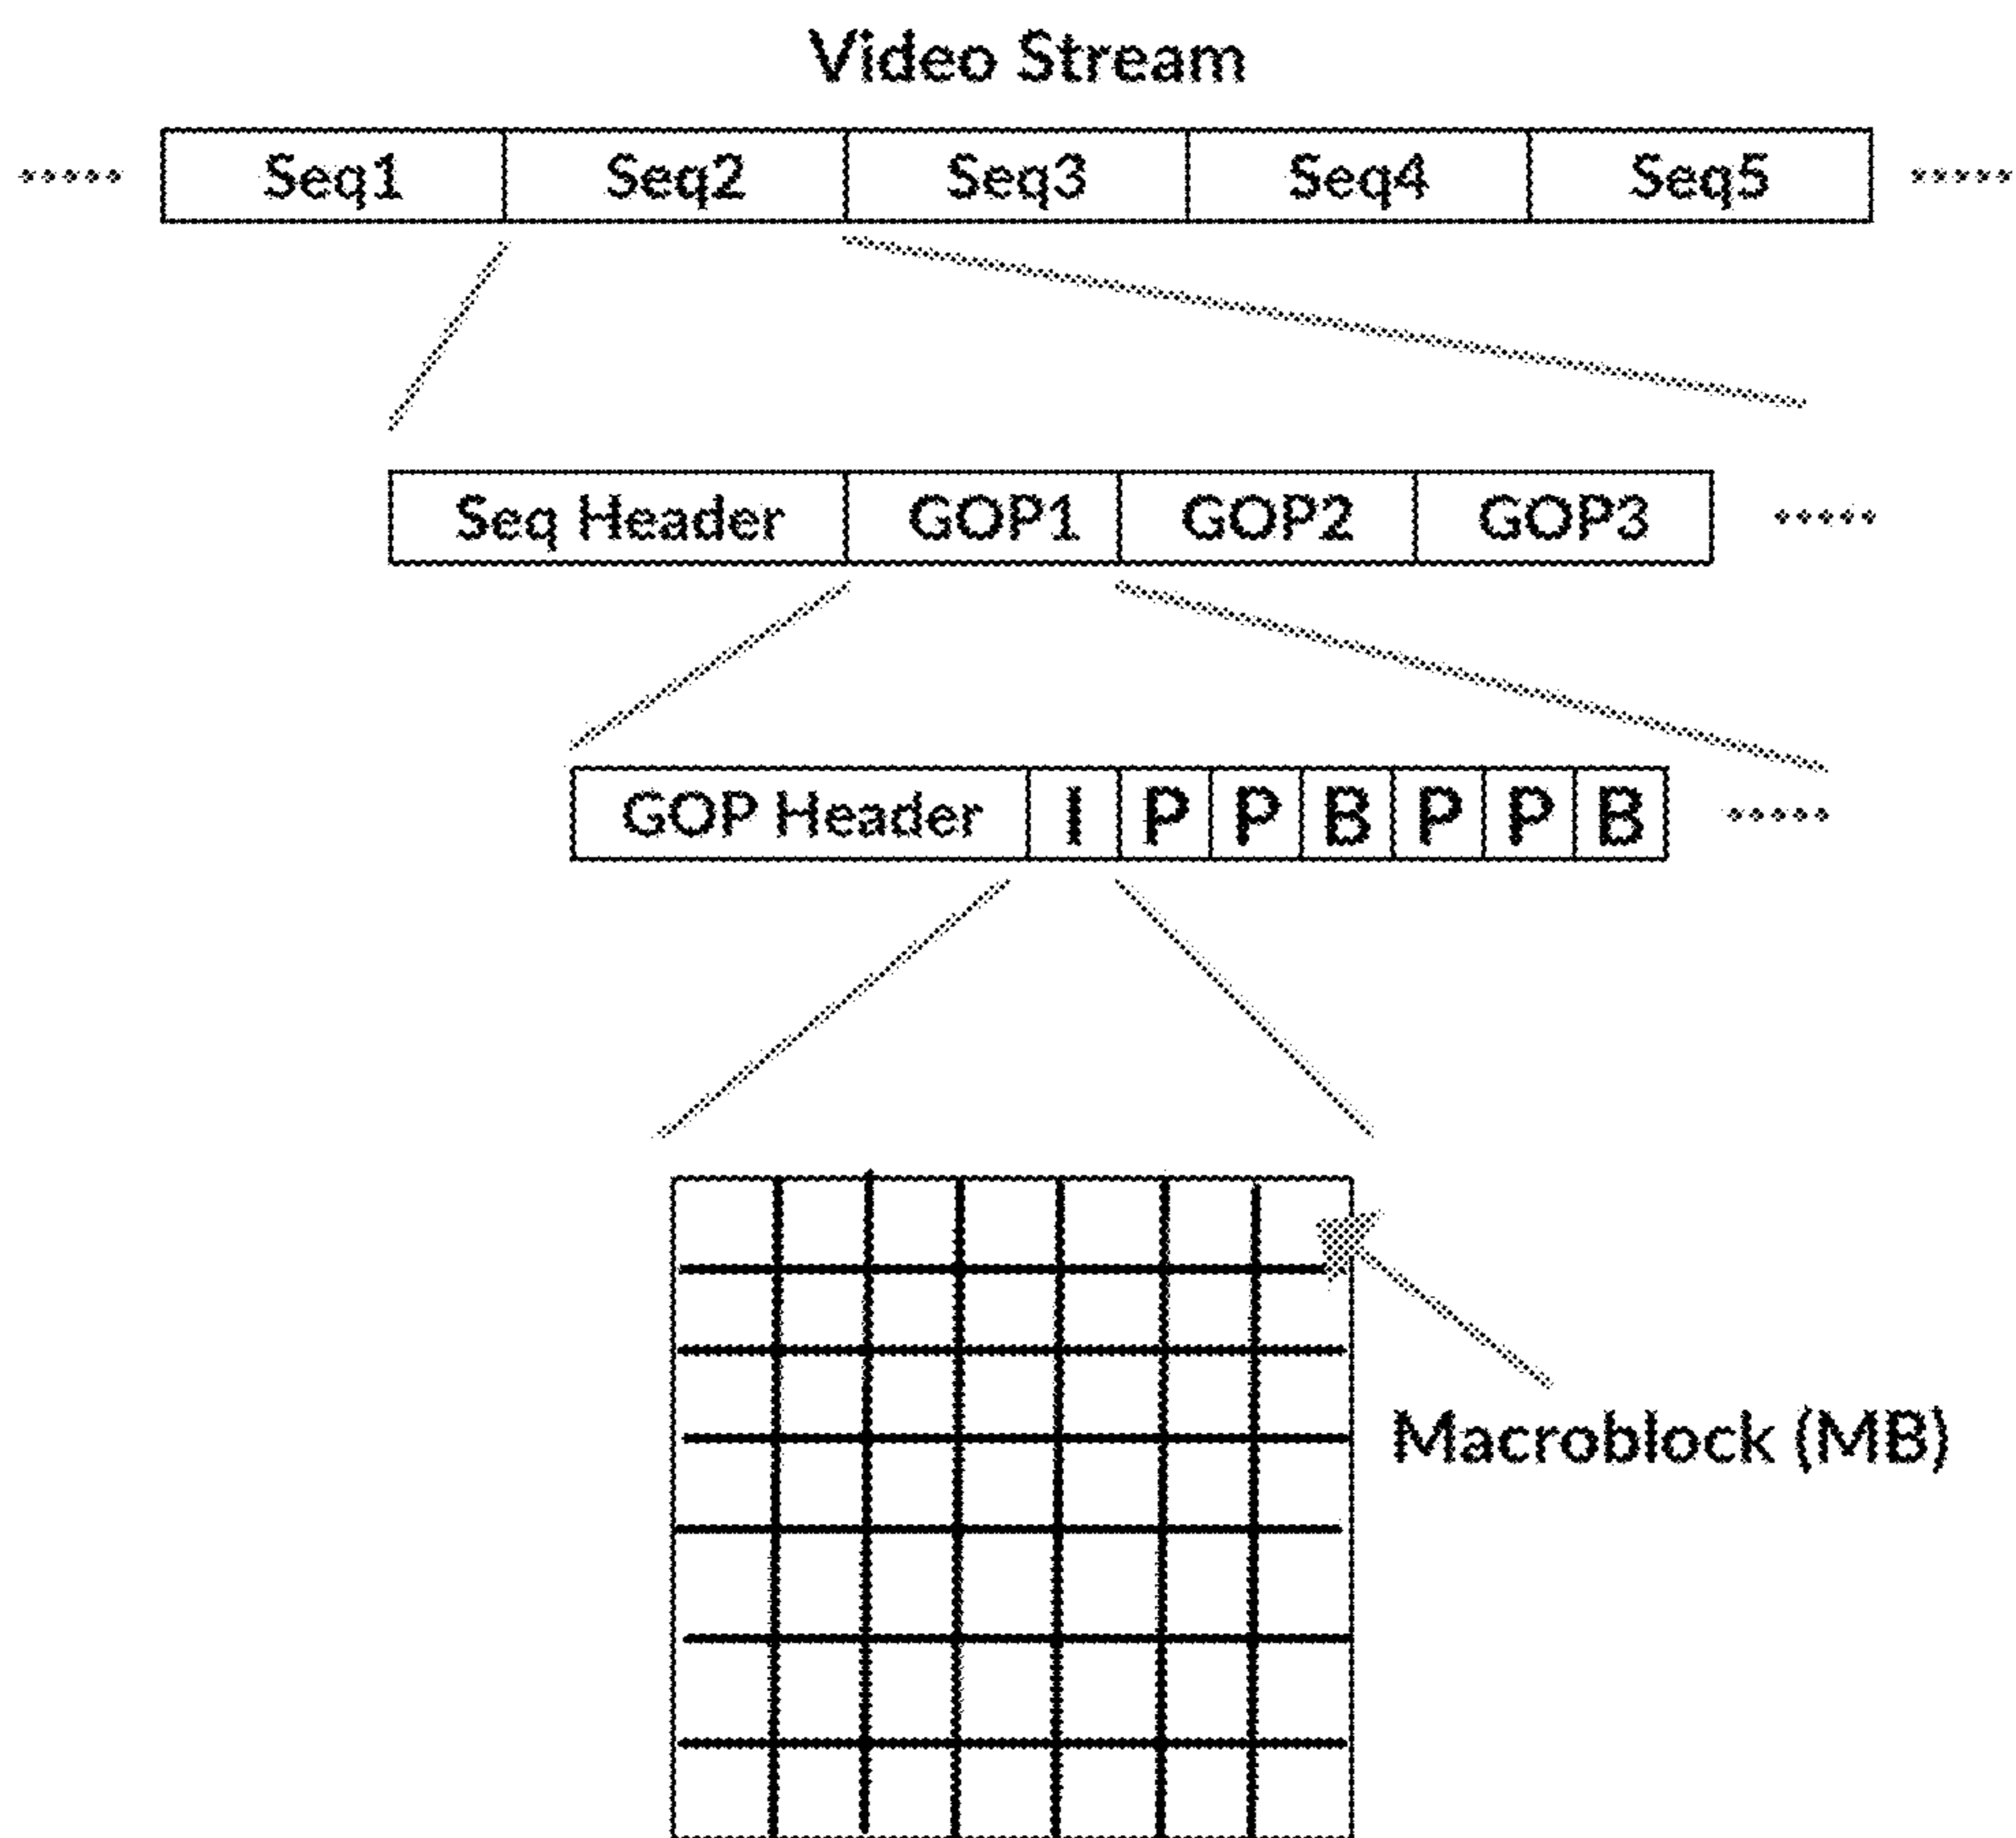 Video Stream
..... Seq1 Seq2 Seq3 Seq4 Seq5 .....
Seq Header GOP1 GOP2 GOP3 .....
GOP Header I P P B P P B .....
Macroblock (MB)